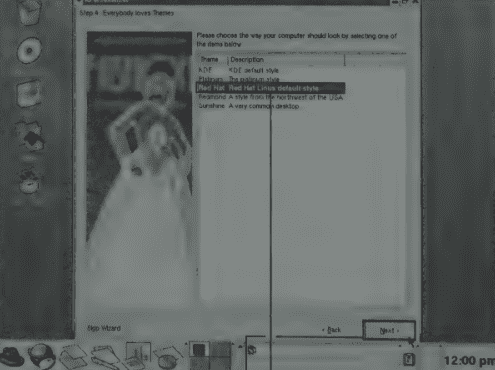 Step 4: Everybody loves Themes
Please choose the way your computer should look by selecting one of
the items below
Theme Description
KDE KDE default style
Platinum The platinum style
Red Hat Red Hat Linux default style
Redmond A style from the northwest of the USA
Sunshine A very common desktop
Skip Wizard
< Back
Next >
12:00 pm